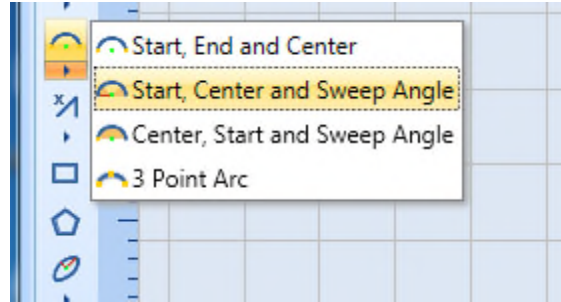 Start, End and Center
Start, Center and Sweep Angle
Center, Start and Sweep Angle
3 Point Arc